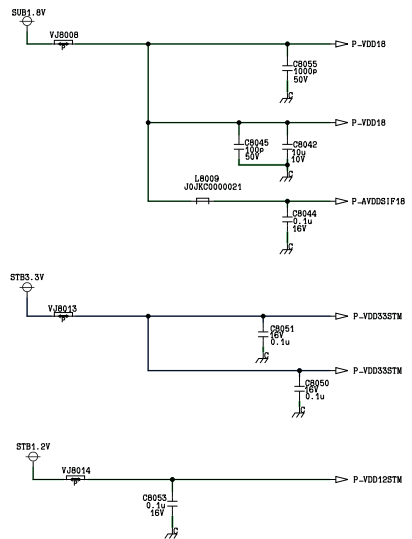 SUB1.8V
VJ8008
P-VDD18
C8055
1000p
50V
P-VDD18
C8045
100p
50V
C8042
10u
10V
L8009
J0JKC0000021
P-AVDDSIF18
C8044
0.1u
16V
STB3.3V
VJ8013
P-VDD33STM
C8051
16V
0.1u
P-VDD33STM
C8050
16V
0.1u
STB1.2V
VJ8014
P-VDD12STM
C8053
0.1u
16V